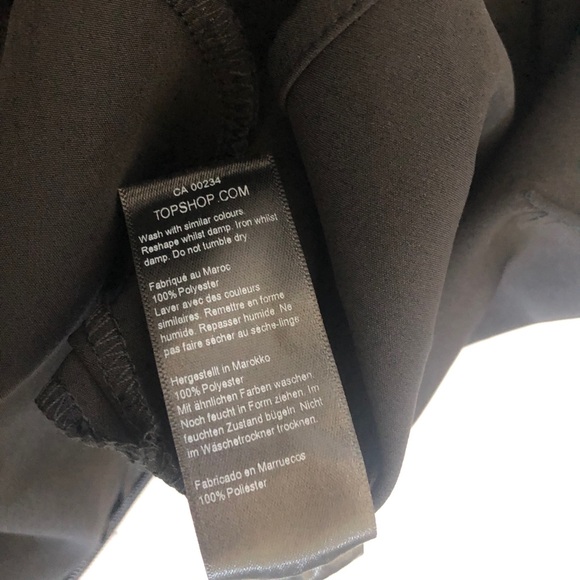 CA 00234
TOPSHOP.COM
Wash with similar colours.
Reshape whilst damp. Iron whilst
damp. Do not tumble dry.
Fabriqué au Maroc
100% Polyester
Laver avec des couleurs
similaires. Remettre en forme
humide. Repasser humide. Ne
pas faire sécher au sèche-linge
Hergestellt in Marokko
100% Polyester
Mit ähnlichen Farben waschen.
Noch feucht in Form ziehen. Im
feuchten Zustand bügeln. Nicht
im Wäschetrockner trocknen.
Fabricado en Marruecos
100% Poliéster